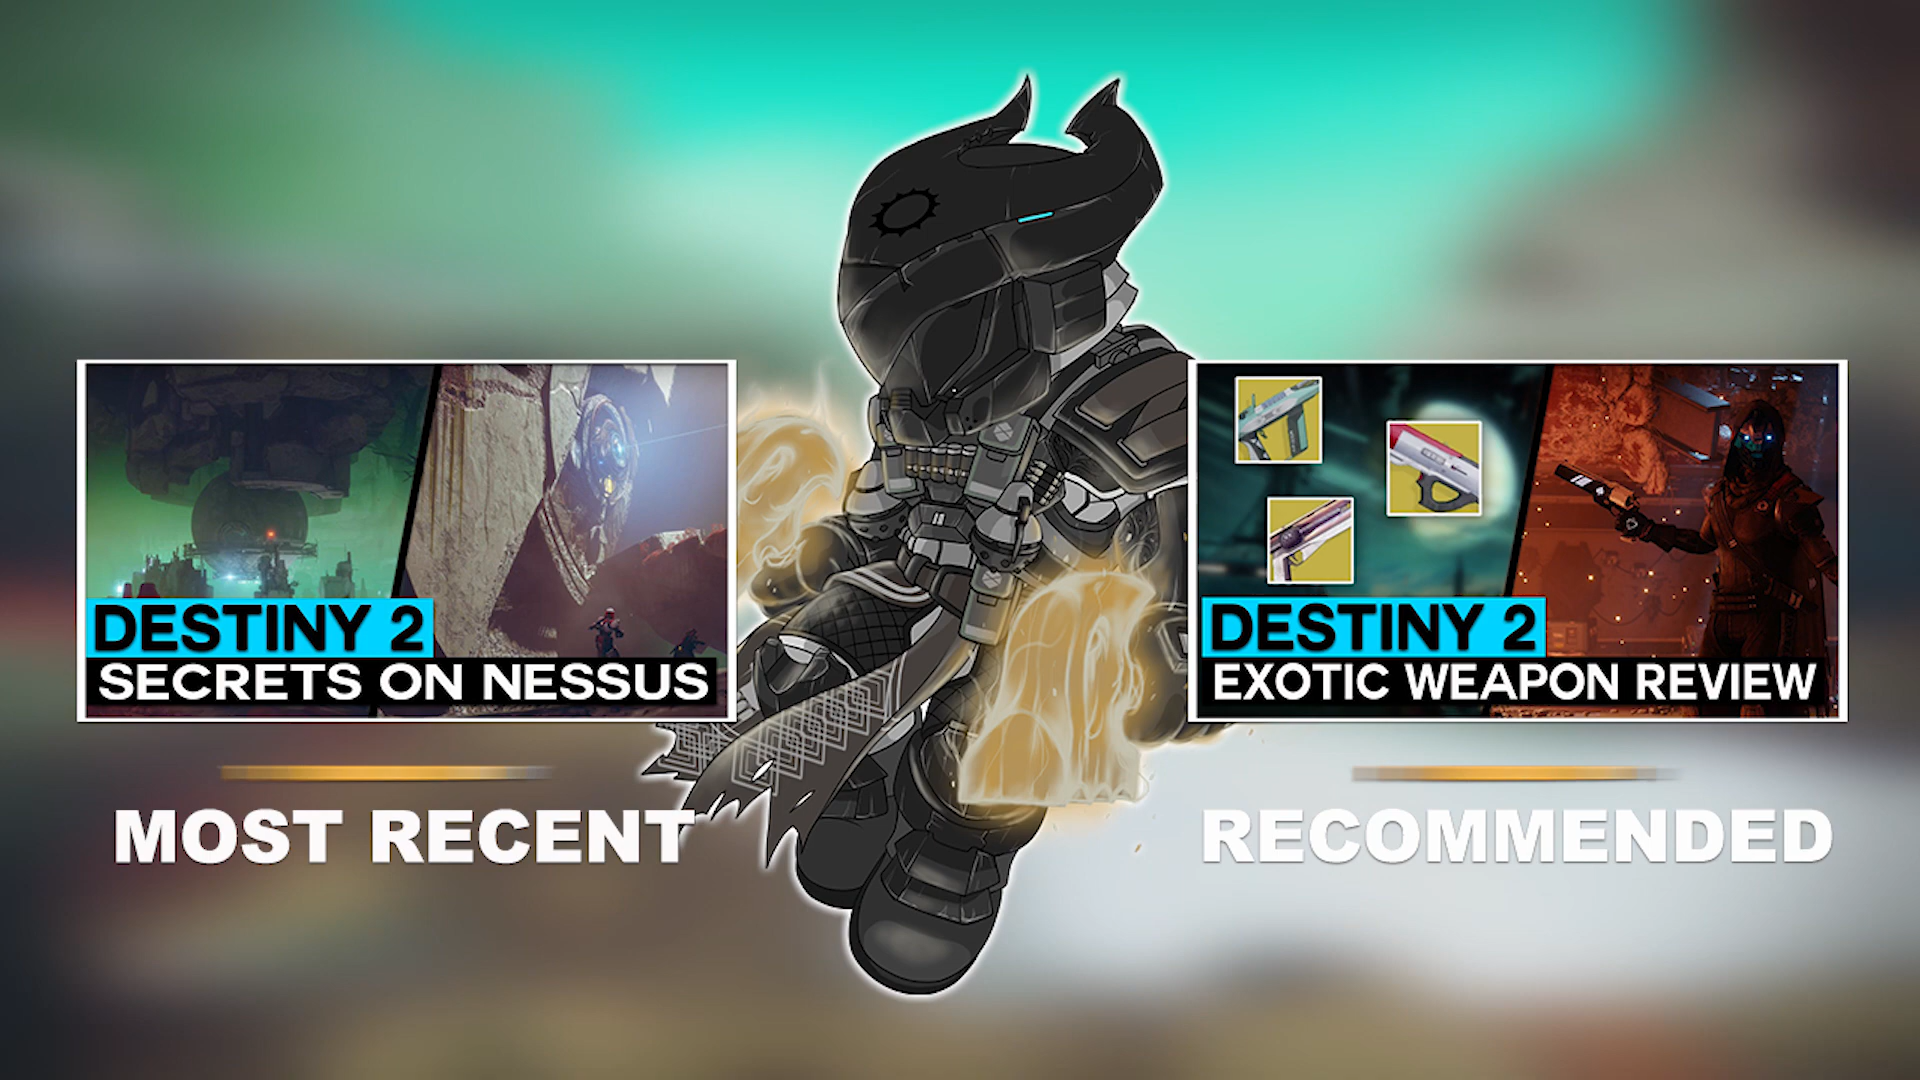 DESTINY 2
SECRETS ON NESSUS
MOST RECENT
DESTINY 2
EXOTIC WEAPON REVIEW
RECOMMENDED